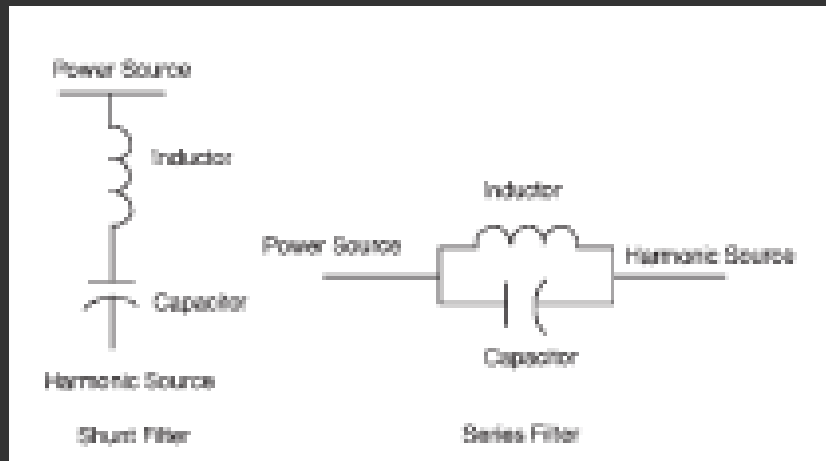 Power Source
Inductor
Capacitor
Harmonic Source
Shunt Filter
Inductor
Power Source
Harmonic Source
Capacitor
Series Filter